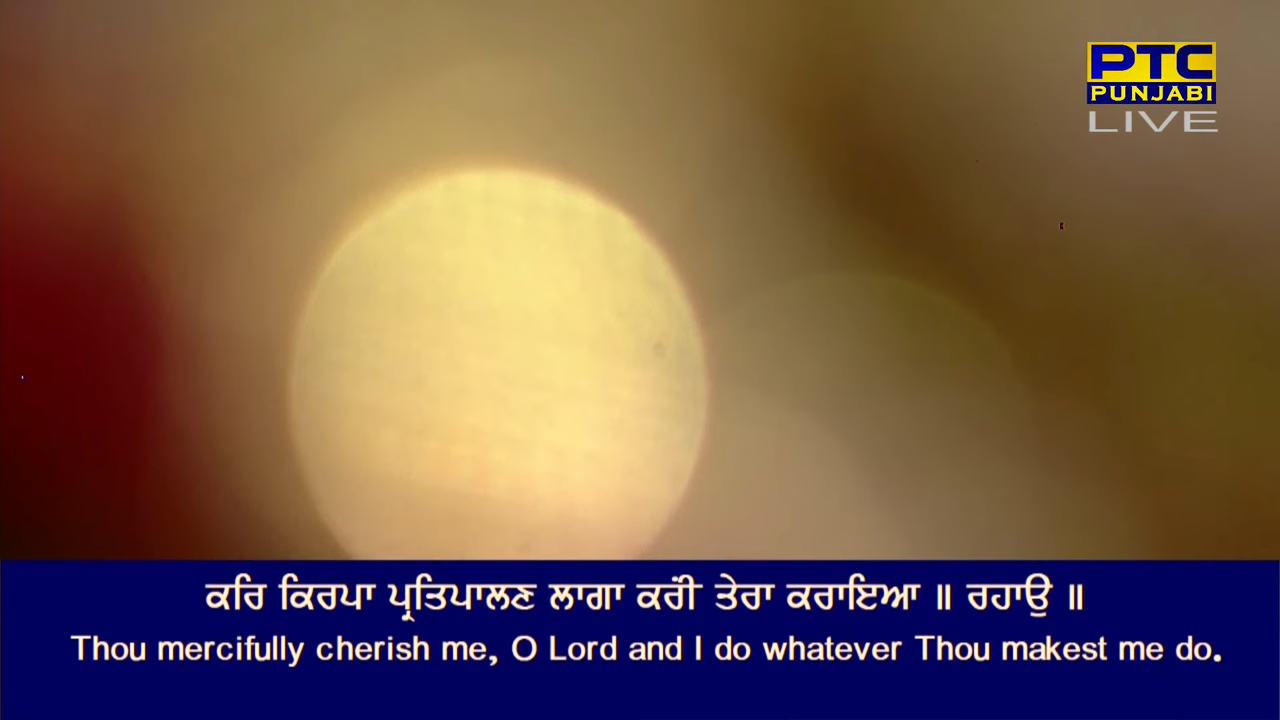 PTC
PUNJABI
LIVE
ਕਰਿ ਕਿਰਪਾ ਪ੍ਰਤਿਪਾਲਣ ਲਾਗਾ ਕਰੀਂ ਤੇਰਾ ਕਰਾਇਆ ॥ ਰਹਾਉ ॥
Thou mercifully cherish me, O Lord and I do whatever Thou makest me do.